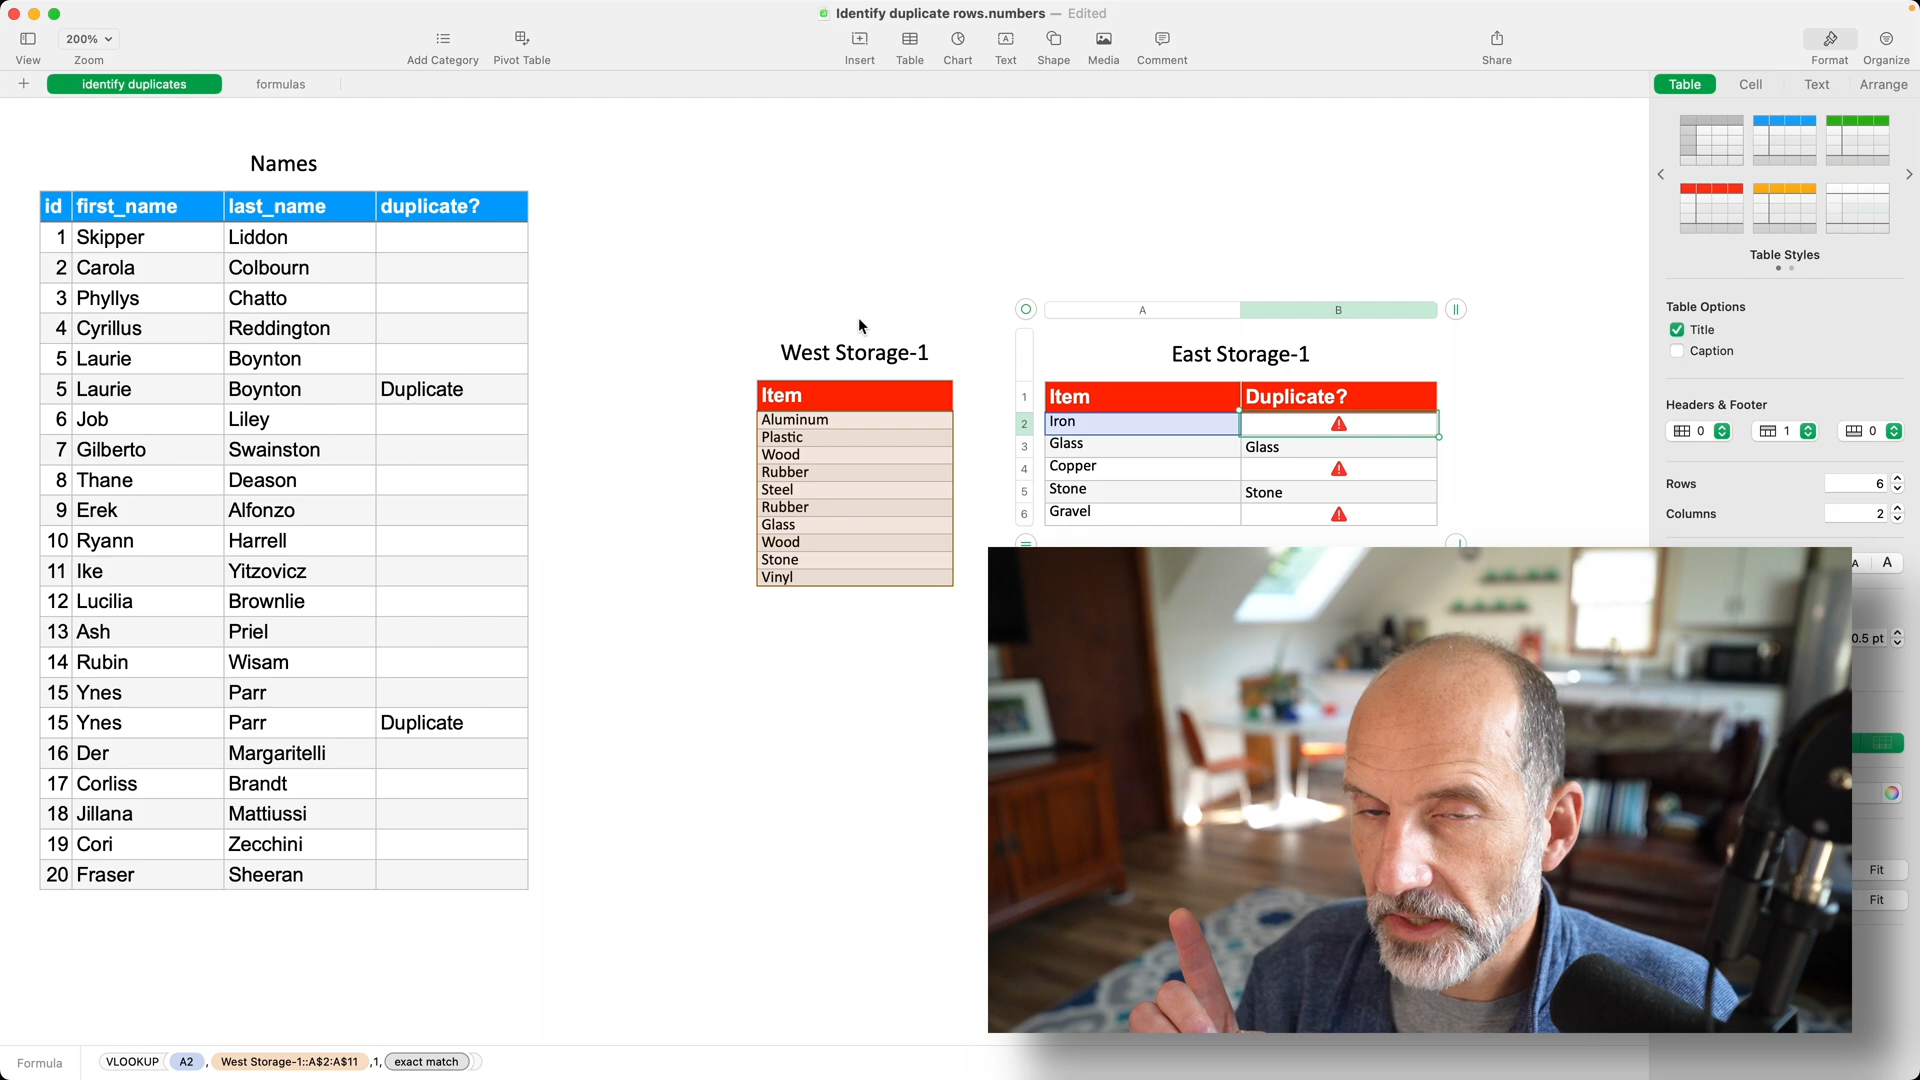 Identify duplicate rows.numbers — Edited
200%
View
Zoom
Add Category
Pivot Table
Insert
Table
Chart
Text
Shape
Media
Comment
Share
Format
Organize
identify duplicates
formulas
Table
Cell
Text
Arrange
Table Styles
Table Options
Title
Caption
Headers & Footer
0
1
0
Rows
6
Columns
2
A
A
0.5 pt
Fit
Fit
Names
id first_name last_name duplicate?
1 Skipper Liddon
2 Carola Colbourn
3 Phyllys Chatto
4 Cyrillus Reddington
5 Laurie Boynton
5 Laurie Boynton Duplicate
6 Job Liley
7 Gilberto Swainston
8 Thane Deason
9 Erek Alfonzo
10 Ryann Harrell
11 Ike Yitzovicz
12 Lucilia Brownlie
13 Ash Priel
14 Rubin Wisam
15 Ynes Parr
15 Ynes Parr Duplicate
16 Der Margaritelli
17 Corliss Brandt
18 Jillana Mattiussi
19 Cori Zecchini
20 Fraser Sheeran
West Storage-1
Item
Aluminum
Plastic
Wood
Rubber
Steel
Rubber
Glass
Wood
Stone
Vinyl
A B
East Storage-1
1 Item Duplicate?
2 Iron
3 Glass Glass
4 Copper
5 Stone Stone
6 Gravel
Formula
VLOOKUP A2 , West Storage-1::A$2:A$11 ,1, exact match